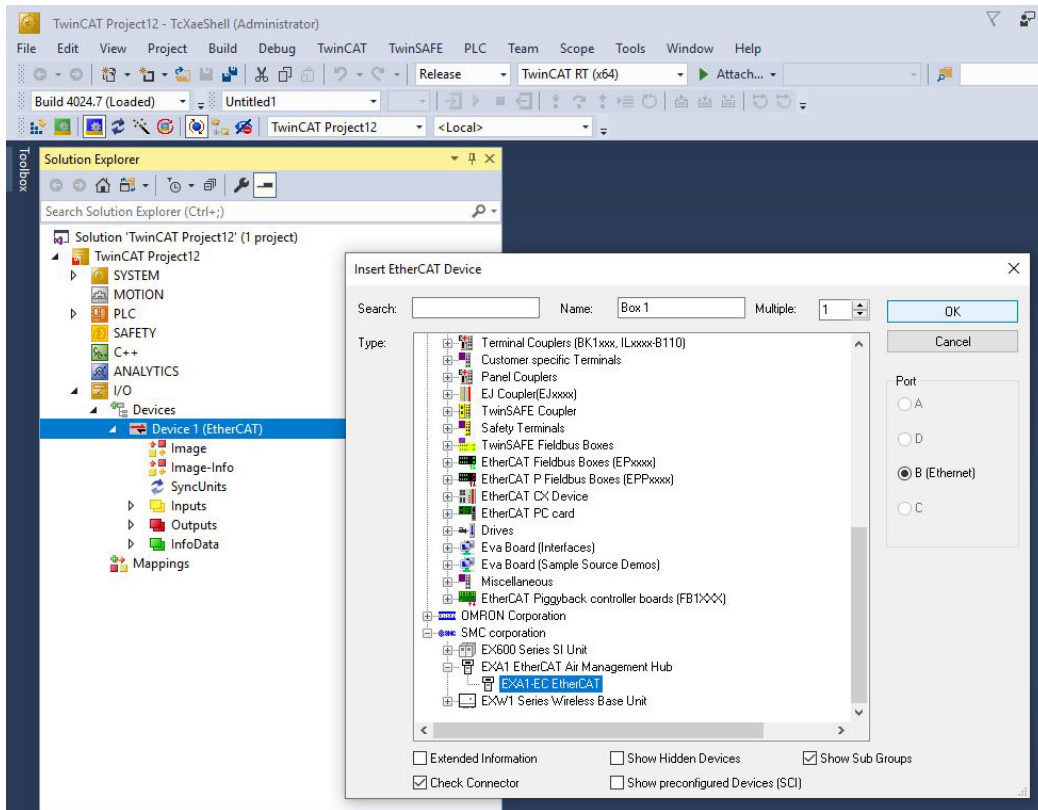 TwinCAT Project12 - TcXaeShell (Administrator)
File Edit View Project Build Debug TwinCAT TwinSAFE PLC Team Scope Tools Window Help
Release TwinCAT RT (x64) Attach...
Build 4024.7 (Loaded) Untitled1
TwinCAT Project12 <Local>
Toolbox
Solution Explorer
Search Solution Explorer (Ctrl+;)
Solution 'TwinCAT Project12' (1 project)
TwinCAT Project12
SYSTEM
MOTION
PLC
SAFETY
C++
ANALYTICS
I/O
Devices
Device 1 (EtherCAT)
Image
Image-Info
SyncUnits
Inputs
Outputs
InfoData
Mappings
Insert EtherCAT Device
Search: Name: Box 1 Multiple: 1 OK
Cancel
Type:
Terminal Couplers (BK1xxx, ILxxxx-B110)
Customer specific Terminals
Panel Couplers
EJ Coupler(EJxxxx)
TwinSAFE Coupler
Safety Terminals
TwinSAFE Fieldbus Boxes
EtherCAT Fieldbus Boxes (EPxxxx)
EtherCAT P Fieldbus Boxes (EPPxxxx)
EtherCAT CX Device
EtherCAT PC card
Drives
Eva Board (Interfaces)
Eva Board (Sample Source Demos)
Miscellaneous
EtherCAT Piggyback controller boards (FB1XXX)
OMRON Corporation
SMC corporation
EX600 Series SI Unit
EXA1 EtherCAT Air Management Hub
EXA1-EC EtherCAT
EXW1 Series Wireless Base Unit
Port
A
D
B (Ethernet)
C
Extended Information Show Hidden Devices Show Sub Groups
Check Connector Show preconfigured Devices (SCI)